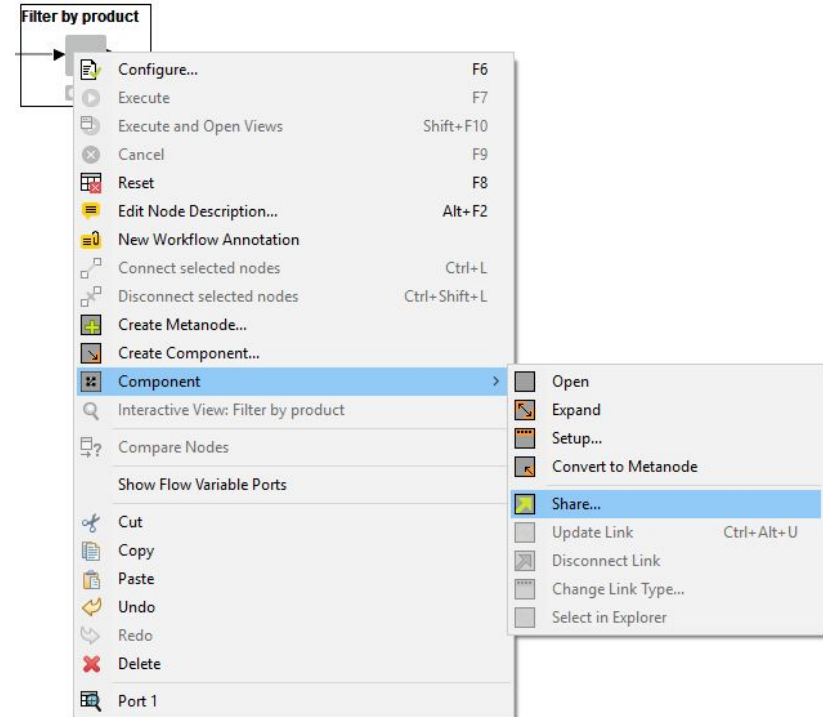 Filter by product
Configure... F6
Execute F7
Execute and Open Views Shift+F10
Cancel F9
Reset F8
Edit Node Description... Alt+F2
New Workflow Annotation
Connect selected nodes Ctrl+L
Disconnect selected nodes Ctrl+Shift+L
Create Metanode...
Create Component...
Component >
Interactive View: Filter by product
Compare Nodes
Show Flow Variable Ports
Cut
Copy
Paste
Undo
Redo
Delete
Port 1
Open
Expand
Setup...
Convert to Metanode
Share...
Update Link Ctrl+Alt+U
Disconnect Link
Change Link Type...
Select in Explorer